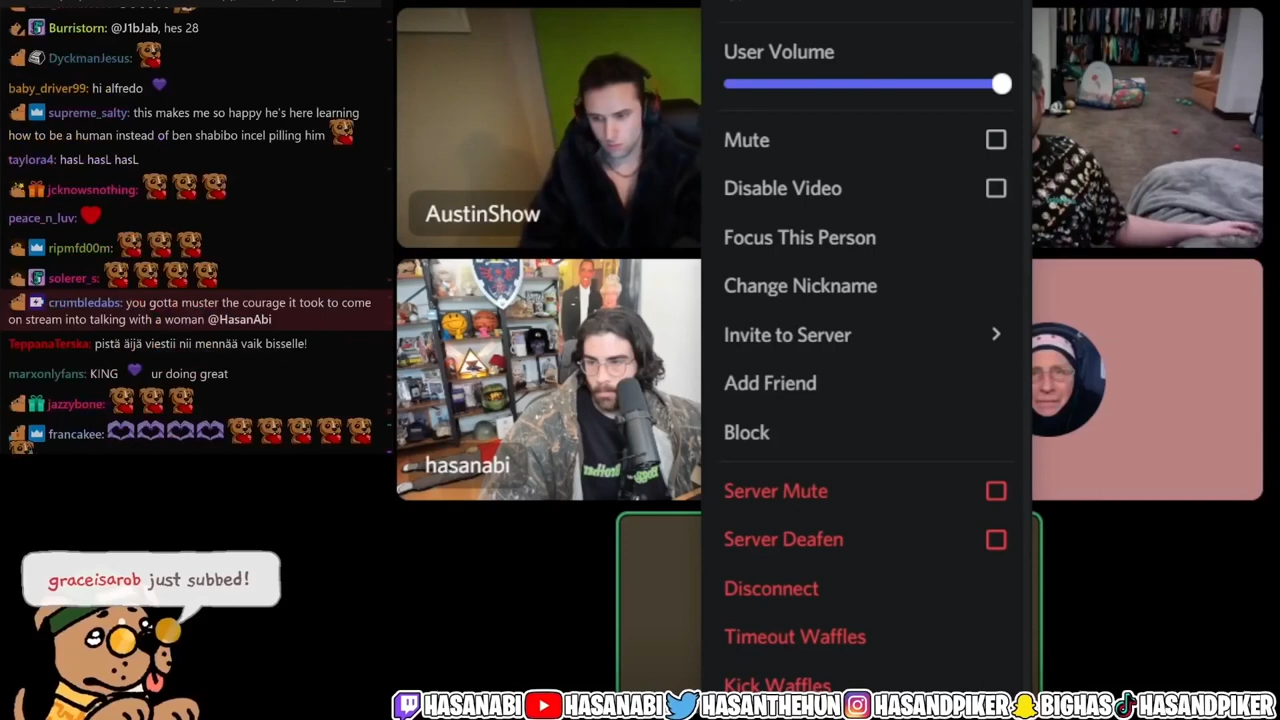 Burristorn: @J1bJab, hes 28
DyckmanJesus:
baby_driver99: hi alfredo
supreme_salty: this makes me so happy he's here learning
how to be a human instead of ben shabibo incel pilling him
taylora4: hasL hasL hasL
jcknowsnothing:
peace_n_luv:
ripmfd00m:
solerer_s:
crumbledabs: you gotta muster the courage it took to come
on stream into talking with a woman @HasanAbi
TeppanaTerska: pistä äijä viestii nii mennää vaik bisselle!
marxonlyfans: KING ur doing great
jazzybone:
francakee:
graceisarob just subbed!
AustinShow
hasanabi
User Volume
Mute
Disable Video
Focus This Person
Change Nickname
Invite to Server
Add Friend
Block
Server Mute
Server Deafen
Disconnect
Timeout Waffles
Kick Waffles
HASANABI HASANABI HASANTHEHUN HASANDPIKER BIGHAS HASANDPIKER